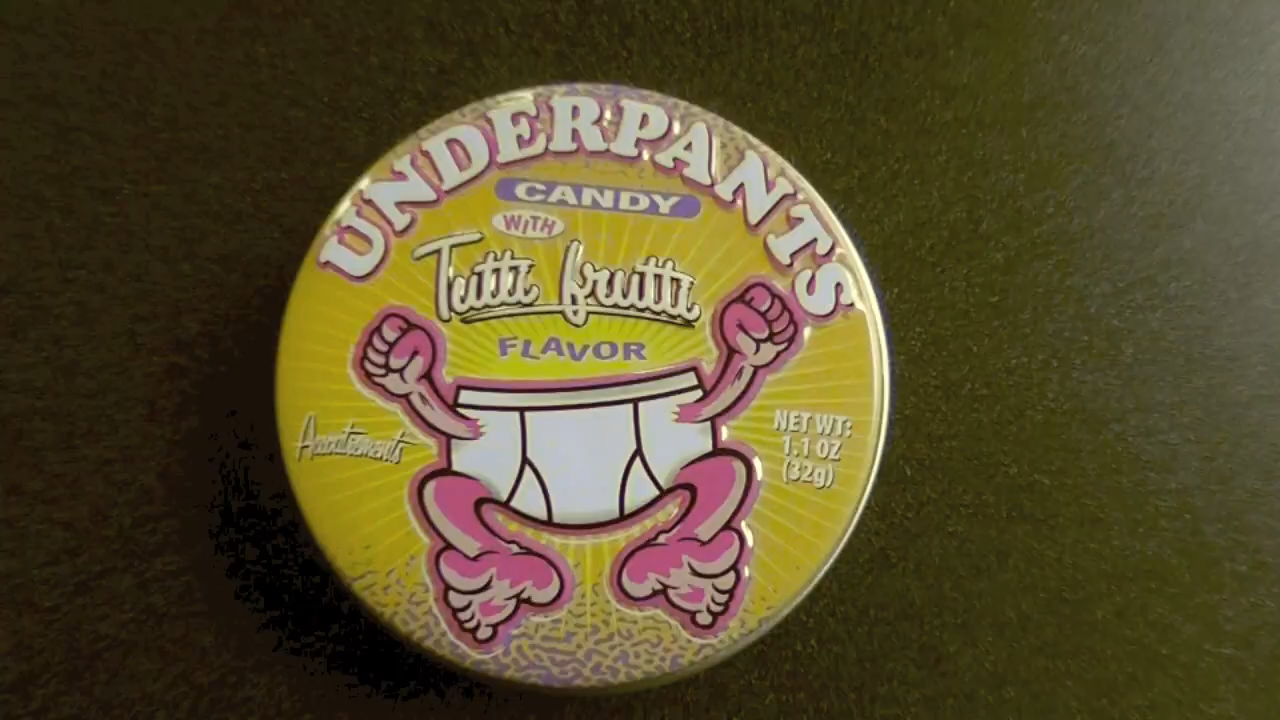 UNDERPANTS
CANDY
WITH
Tutti frutti
FLAVOR
Accoutrements
NET WT:
1.1 OZ
(32g)